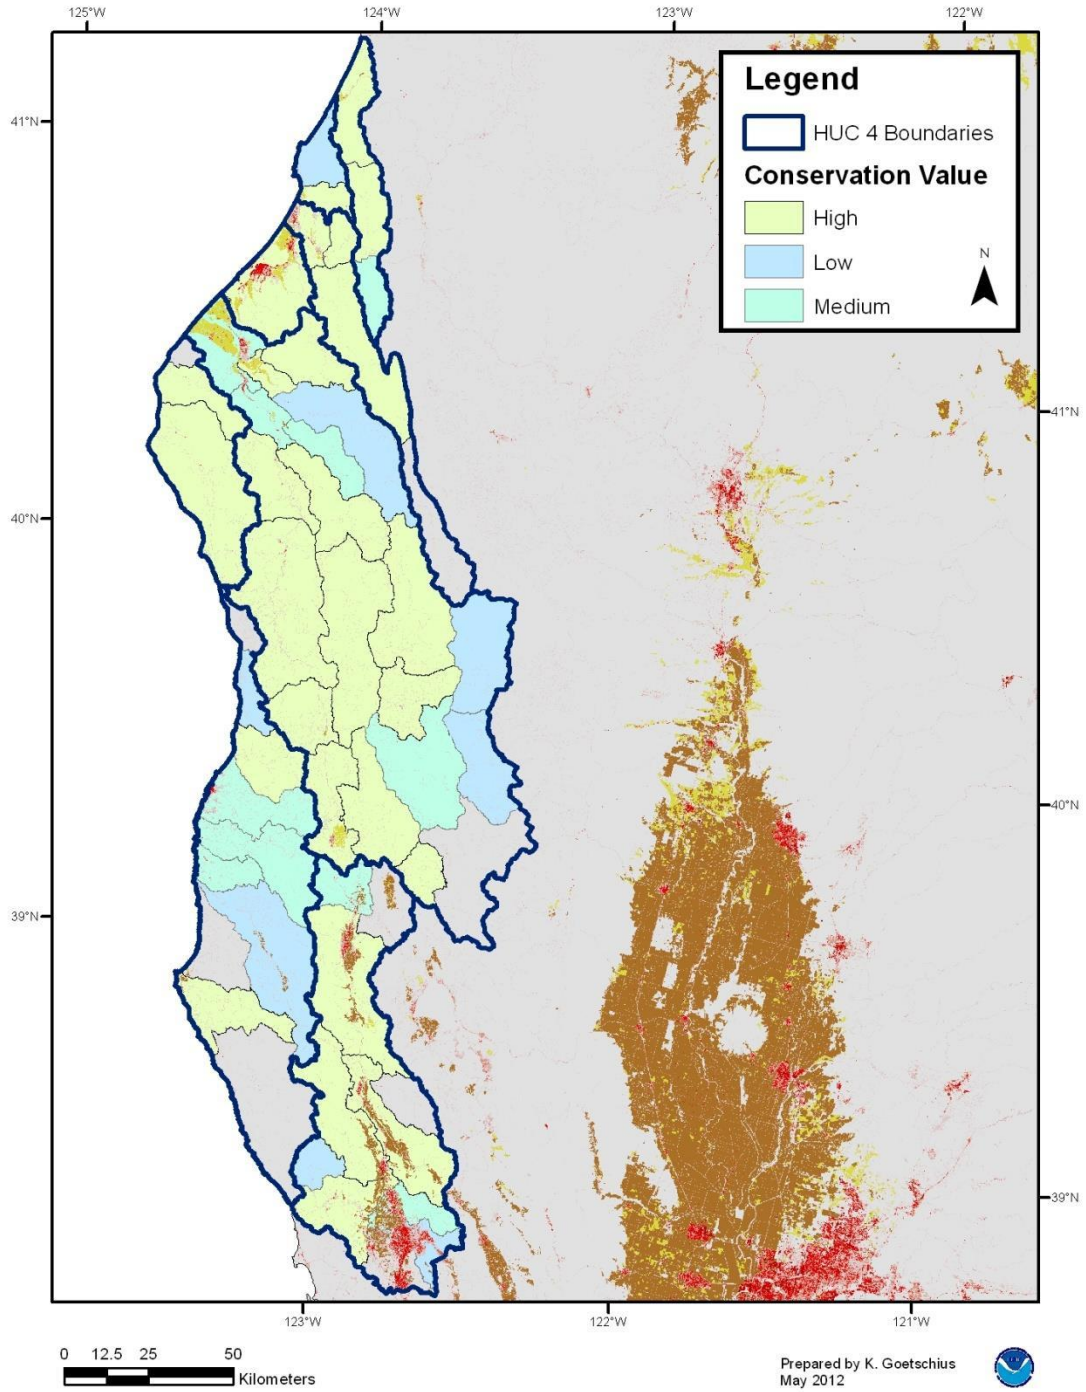 125°W 124°W 123°W 122°W
Legend
HUC 4 Boundaries
Conservation Value
High
Low
Medium
N
41°N
41°N
40°N
40°N
39°N
39°N
123°W 122°W 121°W
0 12.5 25 50
Kilometers
Prepared by K. Goetschius
May 2012